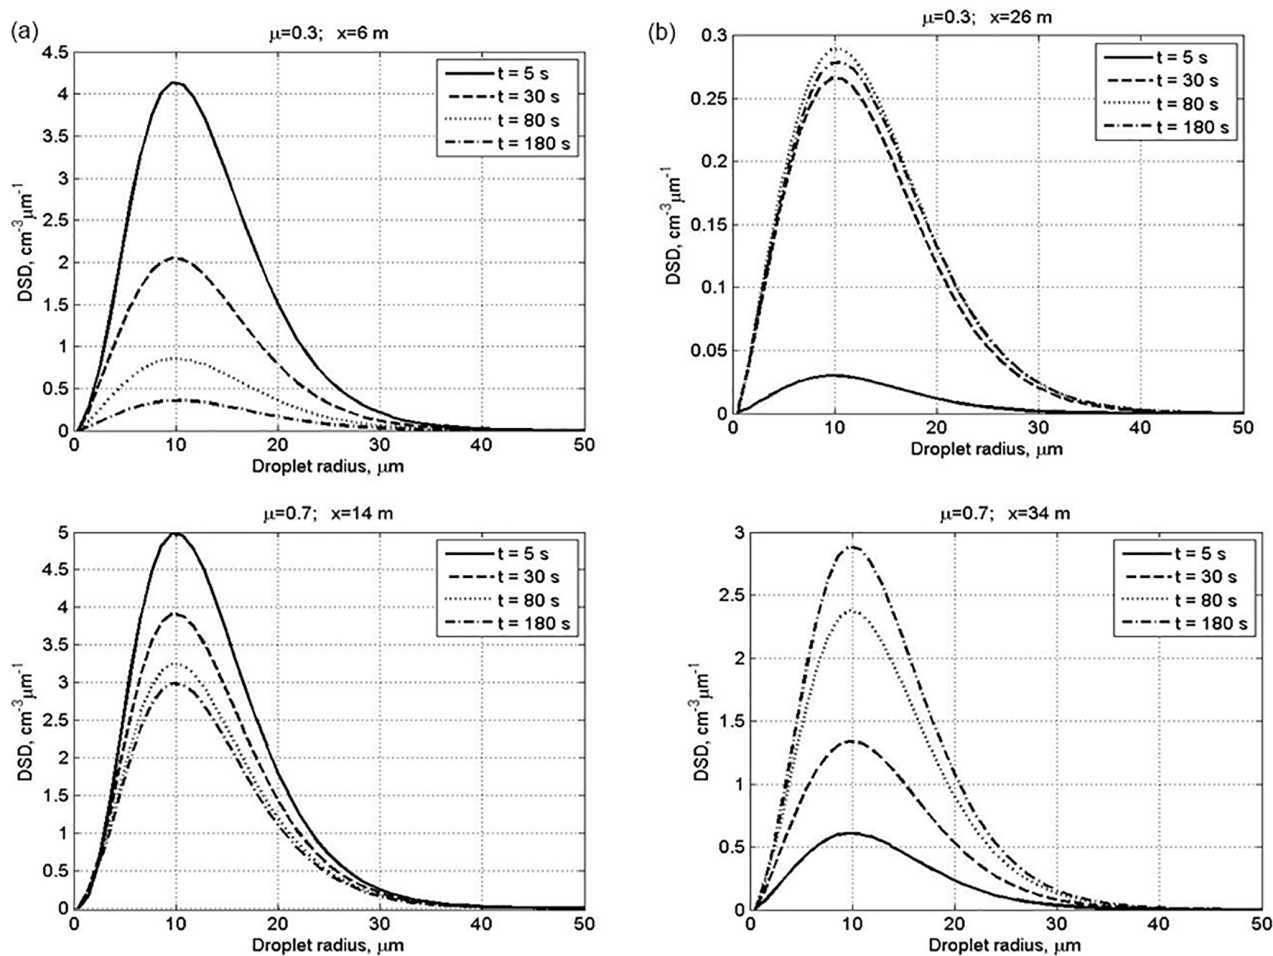 (a)
μ=0.3; x=6 m
4.5
4
3.5
3
2.5
2
1.5
1
0.5
0
DSD, cm-3μm-1
t = 5 s
t = 30 s
t = 80 s
t = 180 s
0 10 20 30 40 50
Droplet radius, μm
(b)
μ=0.3; x=26 m
0.3
0.25
0.2
0.15
0.1
0.05
0
DSD, cm-3μm-1
t = 5 s
t = 30 s
t = 80 s
t = 180 s
0 10 20 30 40 50
Droplet radius, μm
μ=0.7; x=14 m
5
4.5
4
3.5
3
2.5
2
1.5
1
0.5
0
DSD, cm-3μm-1
t = 5 s
t = 30 s
t = 80 s
t = 180 s
0 10 20 30 40 50
Droplet radius, μm
μ=0.7; x=34 m
3
2.5
2
1.5
1
0.5
0
DSD, cm-3μm-1
t = 5 s
t = 30 s
t = 80 s
t = 180 s
0 10 20 30 40 50
Droplet radius, μm